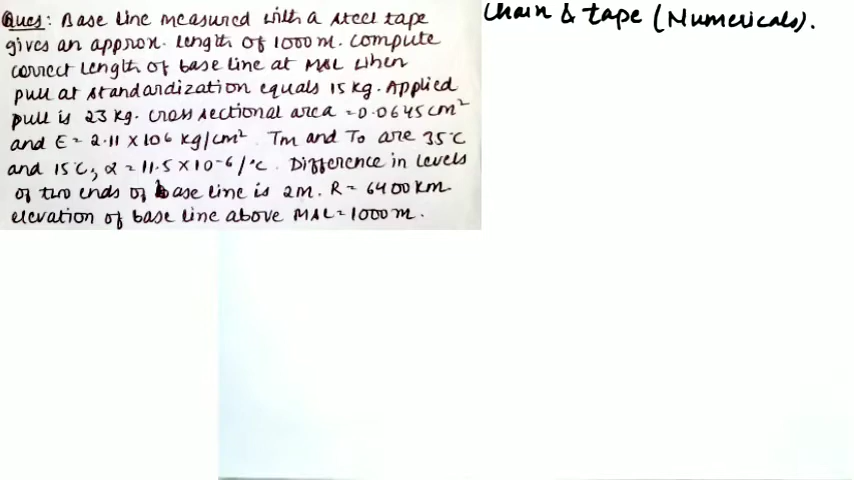 Ques: Base line measured with a steel tape
gives an approx. length of 1000 m. Compute
correct length of base line at MSL when
pull at standardization equals 15 kg. Applied
pull is 23 kg. Cross sectional area = 0.0645 cm²
and E = 2.11 × 10⁶ kg/cm². Tm and To are 35°C
and 15°C, α = 11.5 × 10⁻⁶/°C. Difference in levels
of two ends of base line is 2m. R = 6400 km
elevation of base line above MSL = 1000 m.
Chain & tape (Numericals).